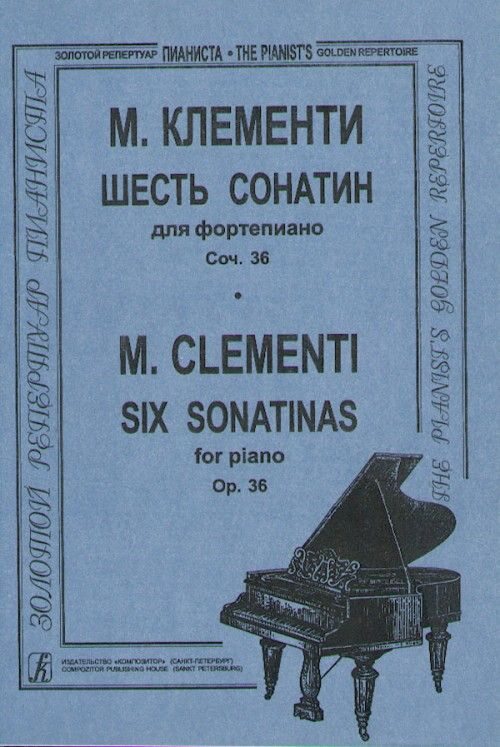 ЗОЛОТОЙ РЕПЕРТУАР ПИАНИСТА • THE PIANIST'S GOLDEN REPERTOIRE
ЗОЛОТОЙ РЕПЕРТУАР ПИАНИСТА
THE PIANIST'S GOLDEN REPERTOIRE
М. КЛЕМЕНТИ
ШЕСТЬ СОНАТИН
для фортепиано
Соч. 36
•
M. CLEMENTI
SIX SONATINAS
for piano
Op. 36
ИЗДАТЕЛЬСТВО «КОМПОЗИТОР» (САНКТ-ПЕТЕРБУРГ)
COMPOZITOR PUBLISHING HOUSE (SANKT PETERSBURG)